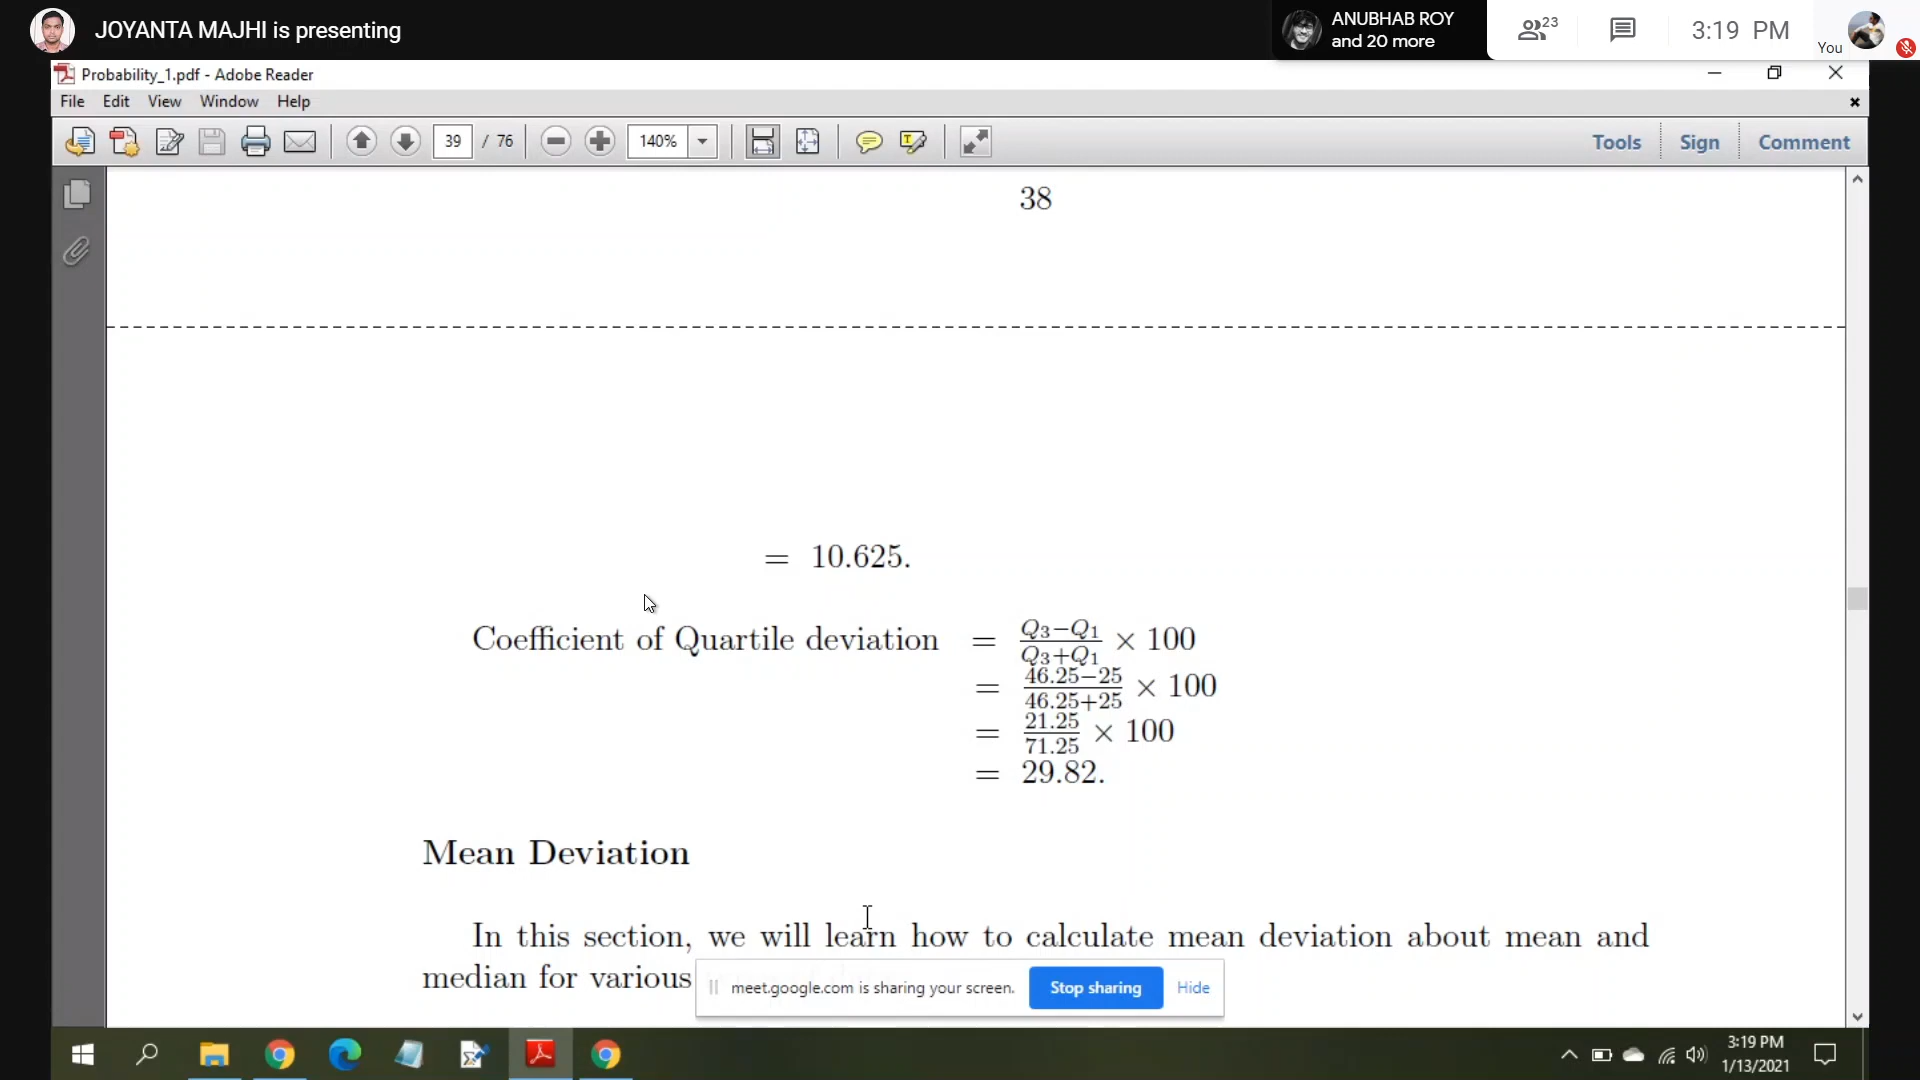 JOYANTA MAJHI is presenting
ANUBHAB ROY
and 20 more
23
3:19 PM
You
Probability_1.pdf - Adobe Reader
File Edit View Window Help
39 / 76
140%
Tools Sign Comment
38
= 10.625.
Coefficient of Quartile deviation = Q3−Q1 / Q3+Q1 × 100
= 46.25−25 / 46.25+25 × 100
= 21.25 / 71.25 × 100
= 29.82.
Mean Deviation
In this section, we will learn how to calculate mean deviation about mean and
median for various
meet.google.com is sharing your screen. Stop sharing Hide
3:19 PM
1/13/2021